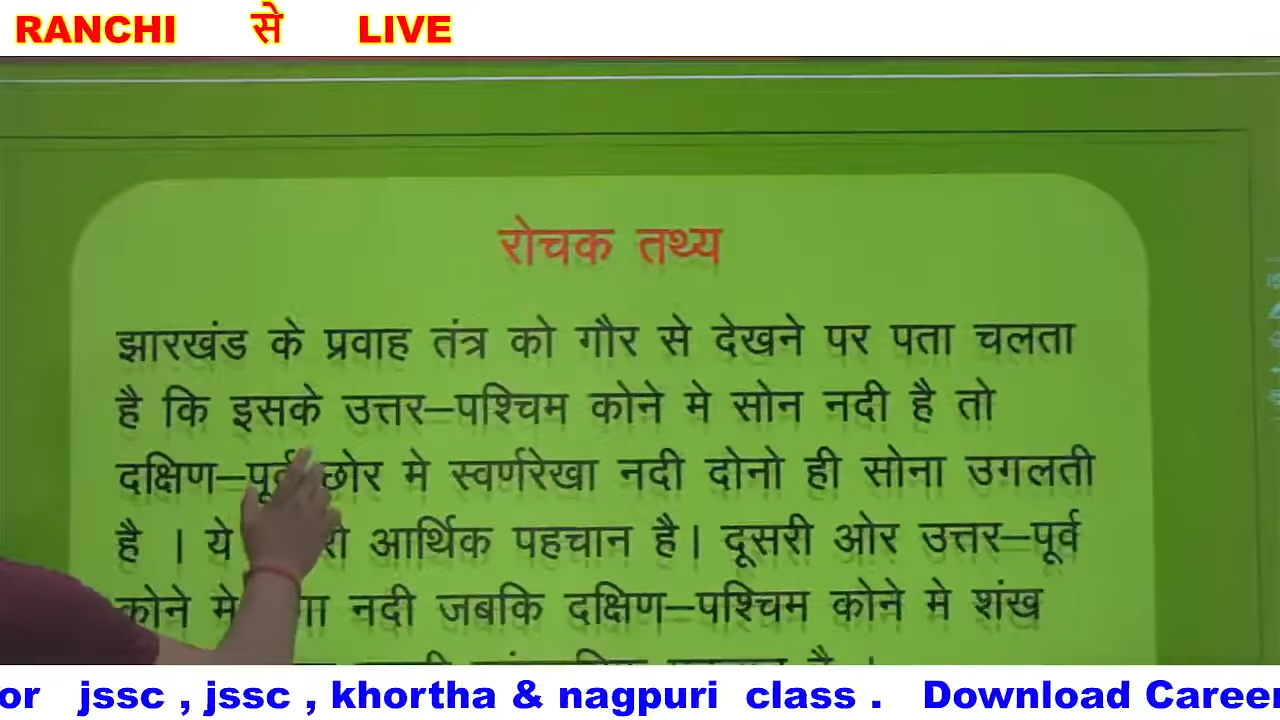 RANCHI से LIVE
रोचक तथ्य
झारखंड के प्रवाह तंत्र को गौर से देखने पर पता चलता
है कि इसके उत्तर–पश्चिम कोने मे सोन नदी है तो
दक्षिण–पूर्व छोर मे स्वर्णरेखा नदी दोनो ही सोना उगलती
है । ये आर्थिक पहचान है। दूसरी ओर उत्तर–पूर्व
कोने मे नदी जबकि दक्षिण–पश्चिम कोने मे शंख
है ।
or jssc , jssc , khortha & nagpuri class . Download Career